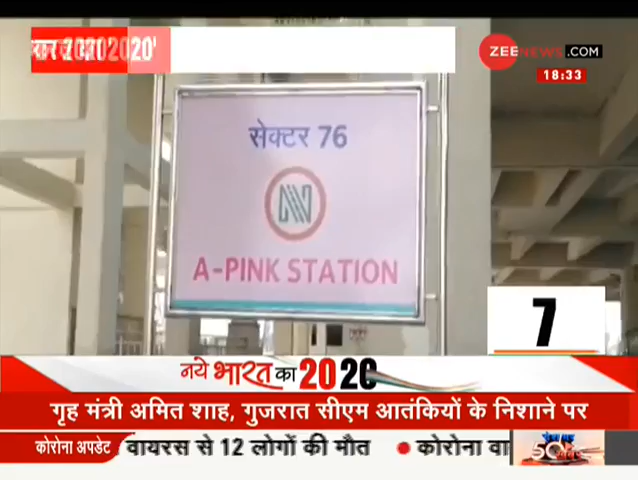 ZEENEWS.COM
18:33
सेक्टर 76
A-PINK STATION
7
नये भारत का 2020
गृह मंत्री अमित शाह, गुजरात सीएम आतंकियों के निशाने पर
कोरोना अपडेट
वायरस से 12 लोगों की मौत • कोरोना वा